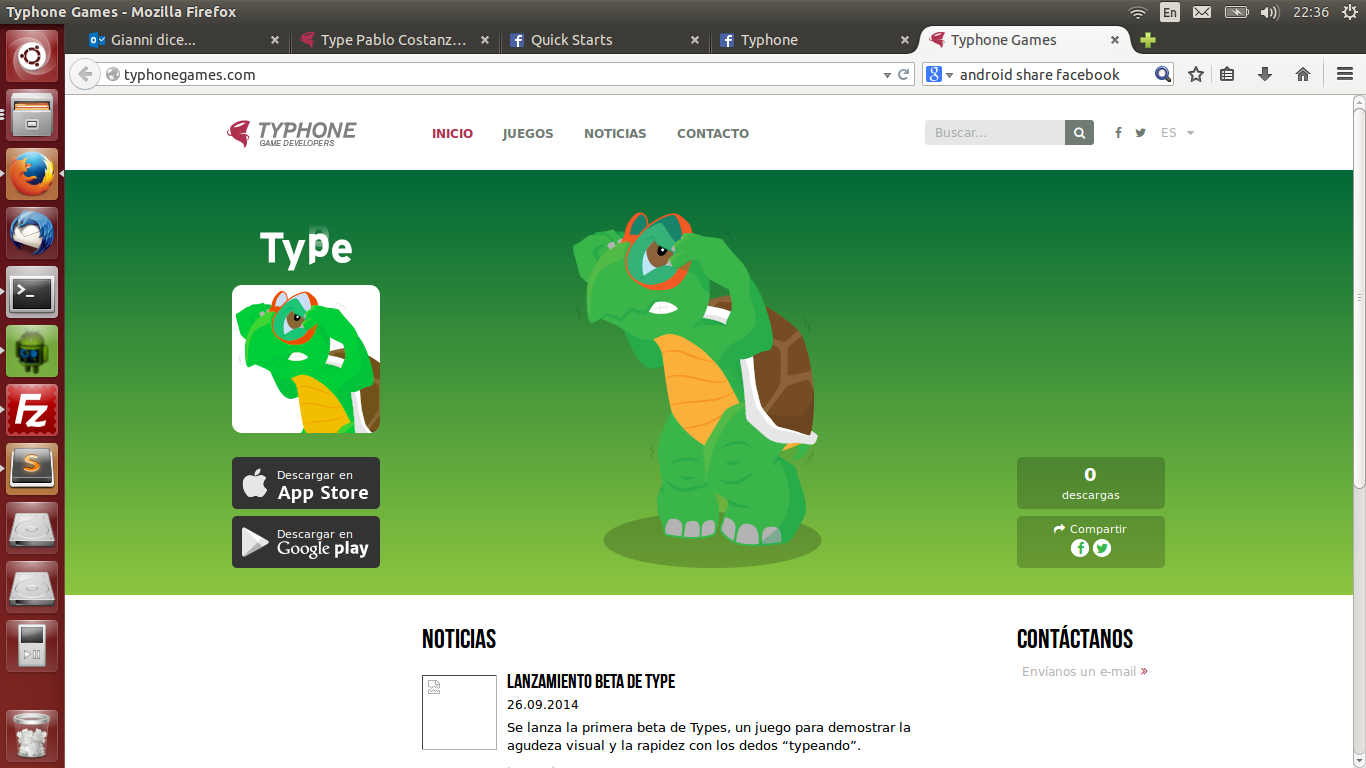 Typhone Games - Mozilla Firefox
En
22:36
Gianni dice...
Type Pablo Costanz...
Quick Starts
Typhone
Typhone Games
typhonegames.com
android share facebook
TYPHONE
GAME DEVELOPERS
INICIO
JUEGOS
NOTICIAS
CONTACTO
Buscar...
ES
Type
Descargar en
App Store
Descargar en
Google play
0
descargas
Compartir
NOTICIAS
LANZAMIENTO BETA DE TYPE
26.09.2014
Se lanza la primera beta de Types, un juego para demostrar la
agudeza visual y la rapidez con los dedos “typeando”.
CONTÁCTANOS
Envíanos un e-mail »